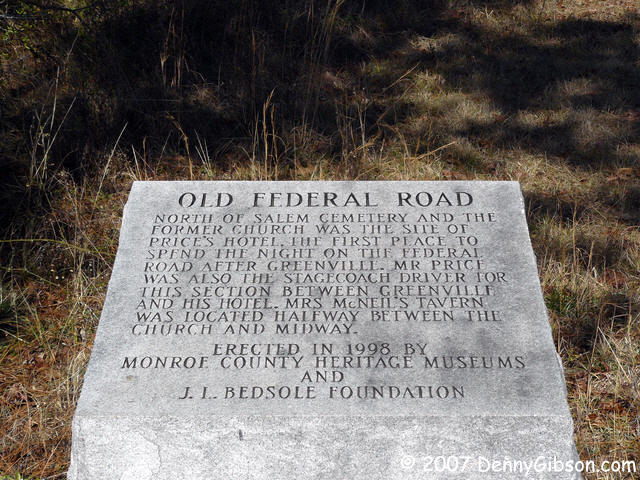 OLD FEDERAL ROAD
NORTH OF SALEM CEMETERY AND THE
FORMER CHURCH WAS THE SITE OF
PRICE'S HOTEL, THE FIRST PLACE TO
SPEND THE NIGHT ON THE FEDERAL
ROAD AFTER GREENVILLE. MR PRICE
WAS ALSO THE STAGECOACH DRIVER FOR
THIS SECTION BETWEEN GREENVILLE
AND HIS HOTEL. MRS MCNEIL'S TAVERN
WAS LOCATED HALFWAY BETWEEN THE
CHURCH AND MIDWAY.
ERECTED IN 1998 BY
MONROE COUNTY HERITAGE MUSEUMS
AND
J. L. BEDSOLE FOUNDATION
© 2007 DennyGibson.com